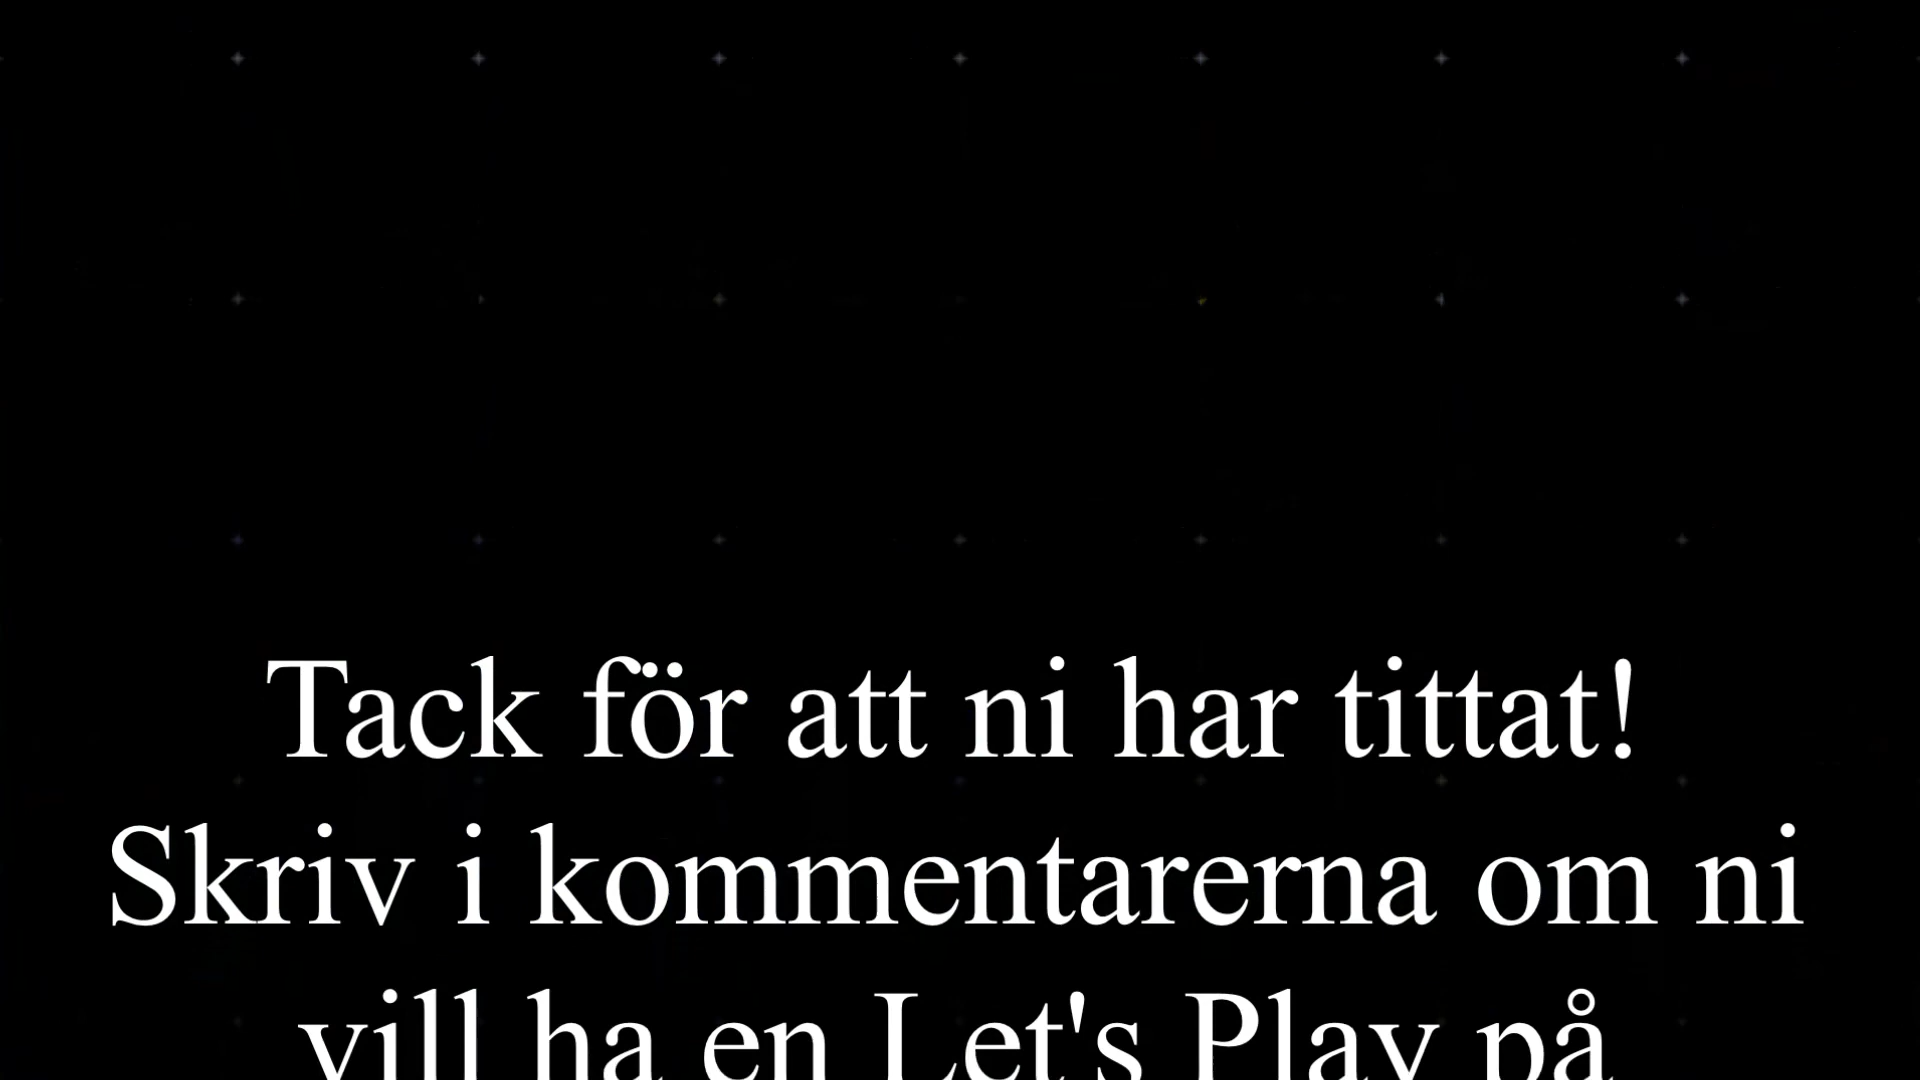 Tack för att ni har tittat!
Skriv i kommentarerna om ni
vill ha en Let's Play på